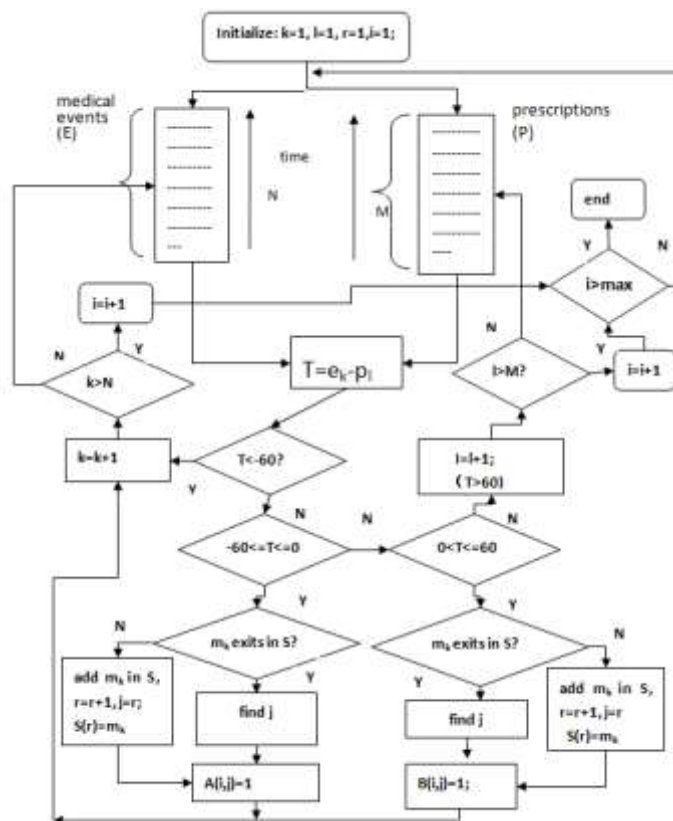 Initialize: k=1, l=1, r=1,i=1;
medical
events
(E)
prescriptions
(P)
time
N
M
end
Y
N
i>max
i=i+1
N
Y
k>N
T=eₖ-pₗ
N
l>M?
Y
i=i+1
k=k+1
T<-60?
Y
l=l+1;
(T>60)
N
N
N
-60<=T<=0
0<T<=60
Y
Y
N
mₖ exits in S?
mₖ exits in S?
N
Y
Y
add mₖ in S,
r=r+1,j=r;
S(r)=mₖ
find j
find j
add mₖ in S,
r=r+1,j=r
S(r)=mₖ
A(i,j)=1
B(i,j)=1;